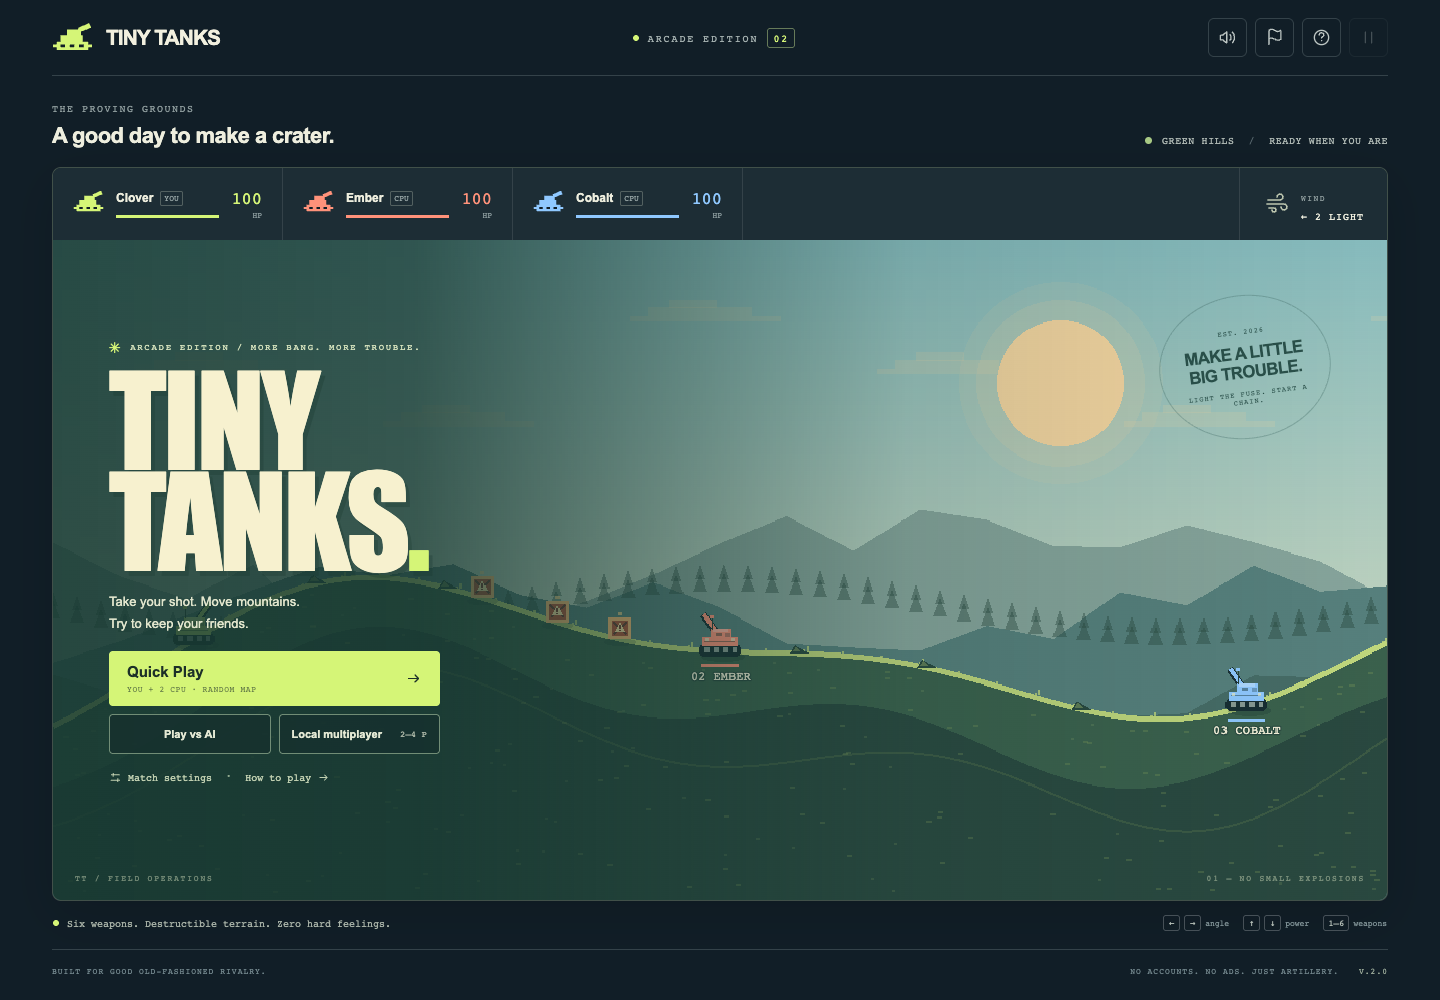 TINY TANKS
ARCADE EDITION 02
THE PROVING GROUNDS
A good day to make a crater.
GREEN HILLS / READY WHEN YOU ARE
Clover YOU 100 HP
Ember CPU 100 HP
Cobalt CPU 100 HP
WIND
← 2 LIGHT
ARCADE EDITION / MORE BANG. MORE TROUBLE.
TINY
TANKS.
EST. 2026
MAKE A LITTLE
BIG TROUBLE.
LIGHT THE FUSE. START A
CHAIN.
Take your shot. Move mountains.
Try to keep your friends.
Quick Play →
YOU + 2 CPU · RANDOM MAP
Play vs AI
Local multiplayer 2–4 P
Match settings · How to play →
02 EMBER
03 COBALT
TT / FIELD OPERATIONS
01 — NO SMALL EXPLOSIONS
Six weapons. Destructible terrain. Zero hard feelings.
← → angle ↑ ↓ power 1–6 weapons
BUILT FOR GOOD OLD-FASHIONED RIVALRY.
NO ACCOUNTS. NO ADS. JUST ARTILLERY. V.2.0